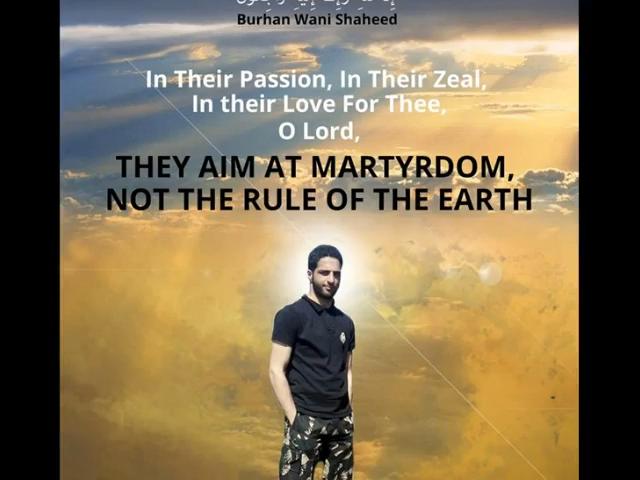 Burhan Wani Shaheed
In Their Passion, In Their Zeal,
In their Love For Thee,
O Lord,
THEY AIM AT MARTYRDOM,
NOT THE RULE OF THE EARTH